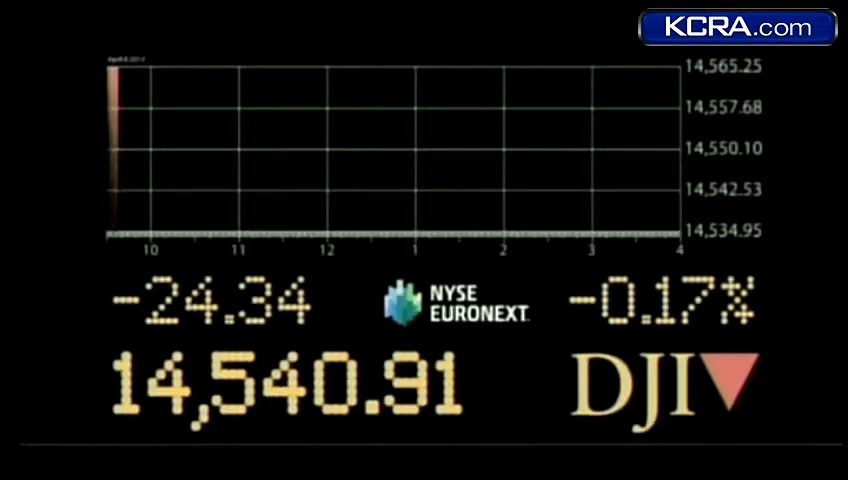 KCRA.com
14,565.25
14,557.68
14,550.10
14,542.53
14,534.95
10 11 12 1 2 3 4
-24.34
NYSE
EURONEXT
-0.17%
14,540.91
DJI